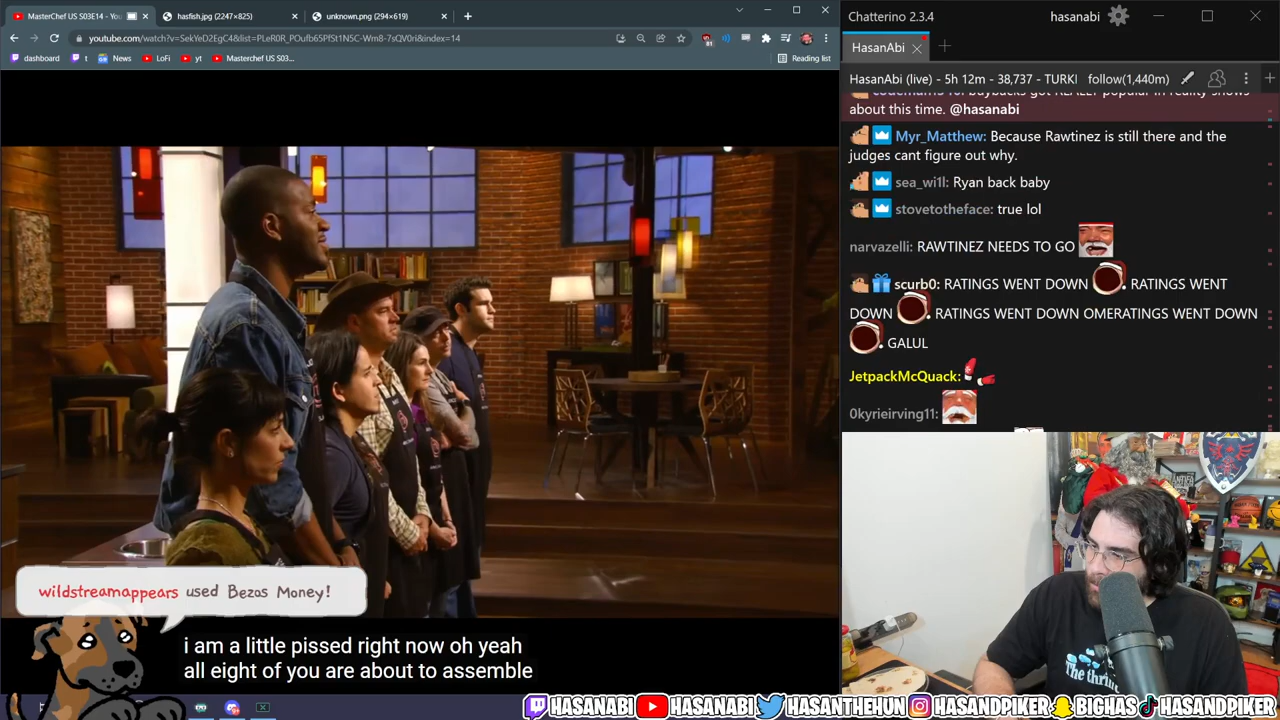 MasterChef US S03E14 - You
hasfish.jpg (2247×825)
unknown.png (294×619)
youtube.com/watch?v=SekYeD2EgC4&list=PLeR0R_POufb65PfSt1N5C-Wm8-7sQV0ri&index=14
dashboard
t
News
LoFi
yt
Masterchef US S03...
Reading list
Chatterino 2.3.4
hasanabi
HasanAbi
HasanAbi (live) - 5h 12m - 38,737 - TURKI
follow(1,440m)
about this time. @hasanabi
Myr_Matthew: Because Rawtinez is still there and the
judges cant figure out why.
sea_wi1l: Ryan back baby
stovetotheface: true lol
narvazelli: RAWTINEZ NEEDS TO GO
scurb0: RATINGS WENT DOWN RATINGS WENT
DOWN RATINGS WENT DOWN OMERATINGS WENT DOWN
GALUL
JetpackMcQuack:
0kyrieirving11:
wildstreamappears used Bezos Money!
i am a little pissed right now oh yeah
all eight of you are about to assemble
The thrill
HASANABI HASANABI HASANTHEHUN HASANDPIKER BIGHAS HASANDPIKER